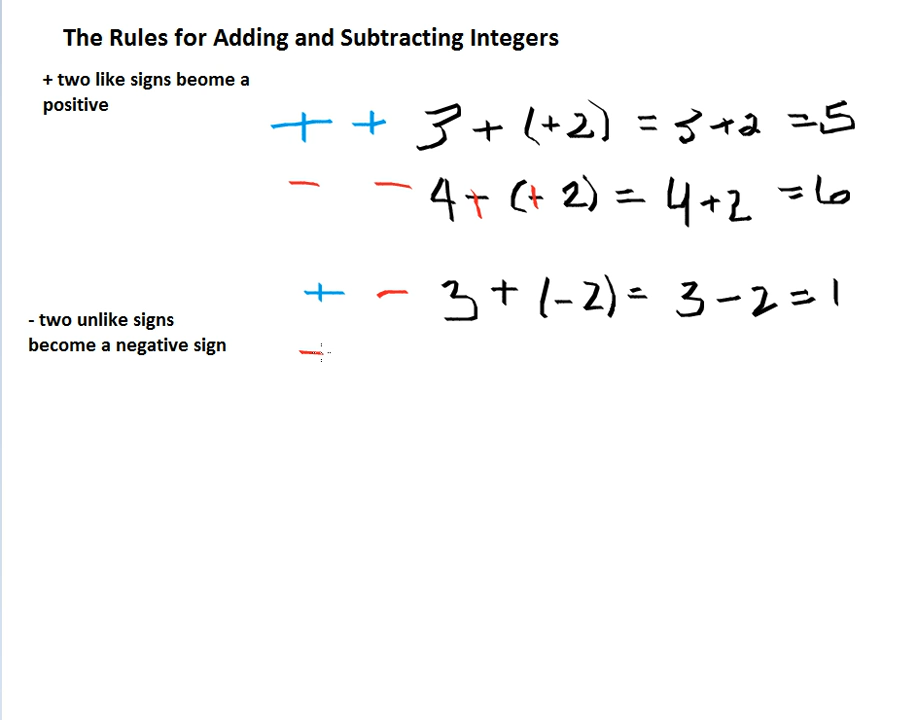 The Rules for Adding and Subtracting Integers
+ two like signs beome a
positive
+ + 3 + (+2) = 3 +2 = 5
- - 4 + (+ 2) = 4 + 2 = 6
+ - 3 + (-2) = 3 - 2 = 1
- two unlike signs
become a negative sign
-